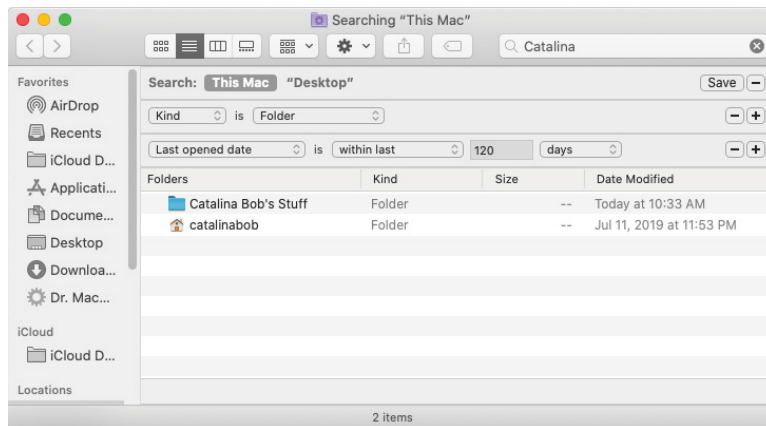 Searching "This Mac"
Catalina
Favorites
AirDrop
Recents
iCloud D...
Applicati...
Docume...
Desktop
Downloa...
Dr. Mac...
iCloud
iCloud D...
Locations
Search: This Mac "Desktop" Save
Kind is Folder
Last opened date is within last 120 days
Folders Kind Size Date Modified
Catalina Bob's Stuff Folder -- Today at 10:33 AM
catalinabob Folder -- Jul 11, 2019 at 11:53 PM
2 items